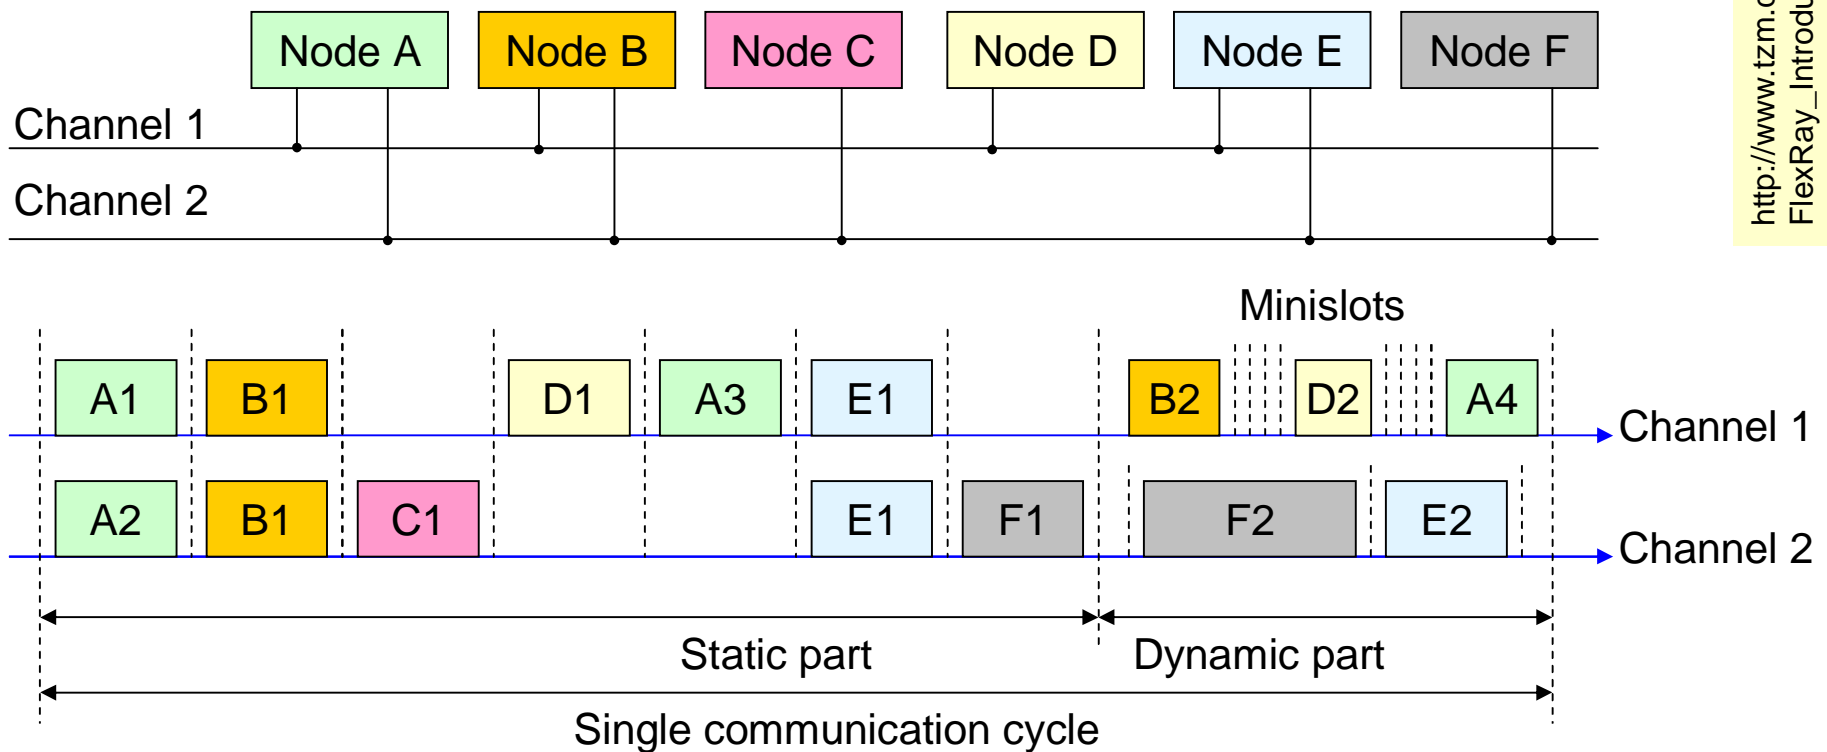 Node A Node B Node C Node D Node E Node F
Channel 1
Channel 2
http://www.tzm.
FlexRay_Introdu
Minislots
A1 B1 D1 A3 E1 B2 D2 A4
Channel 1
A2 B1 C1 E1 F1 F2 E2
Channel 2
Static part Dynamic part
Single communication cycle